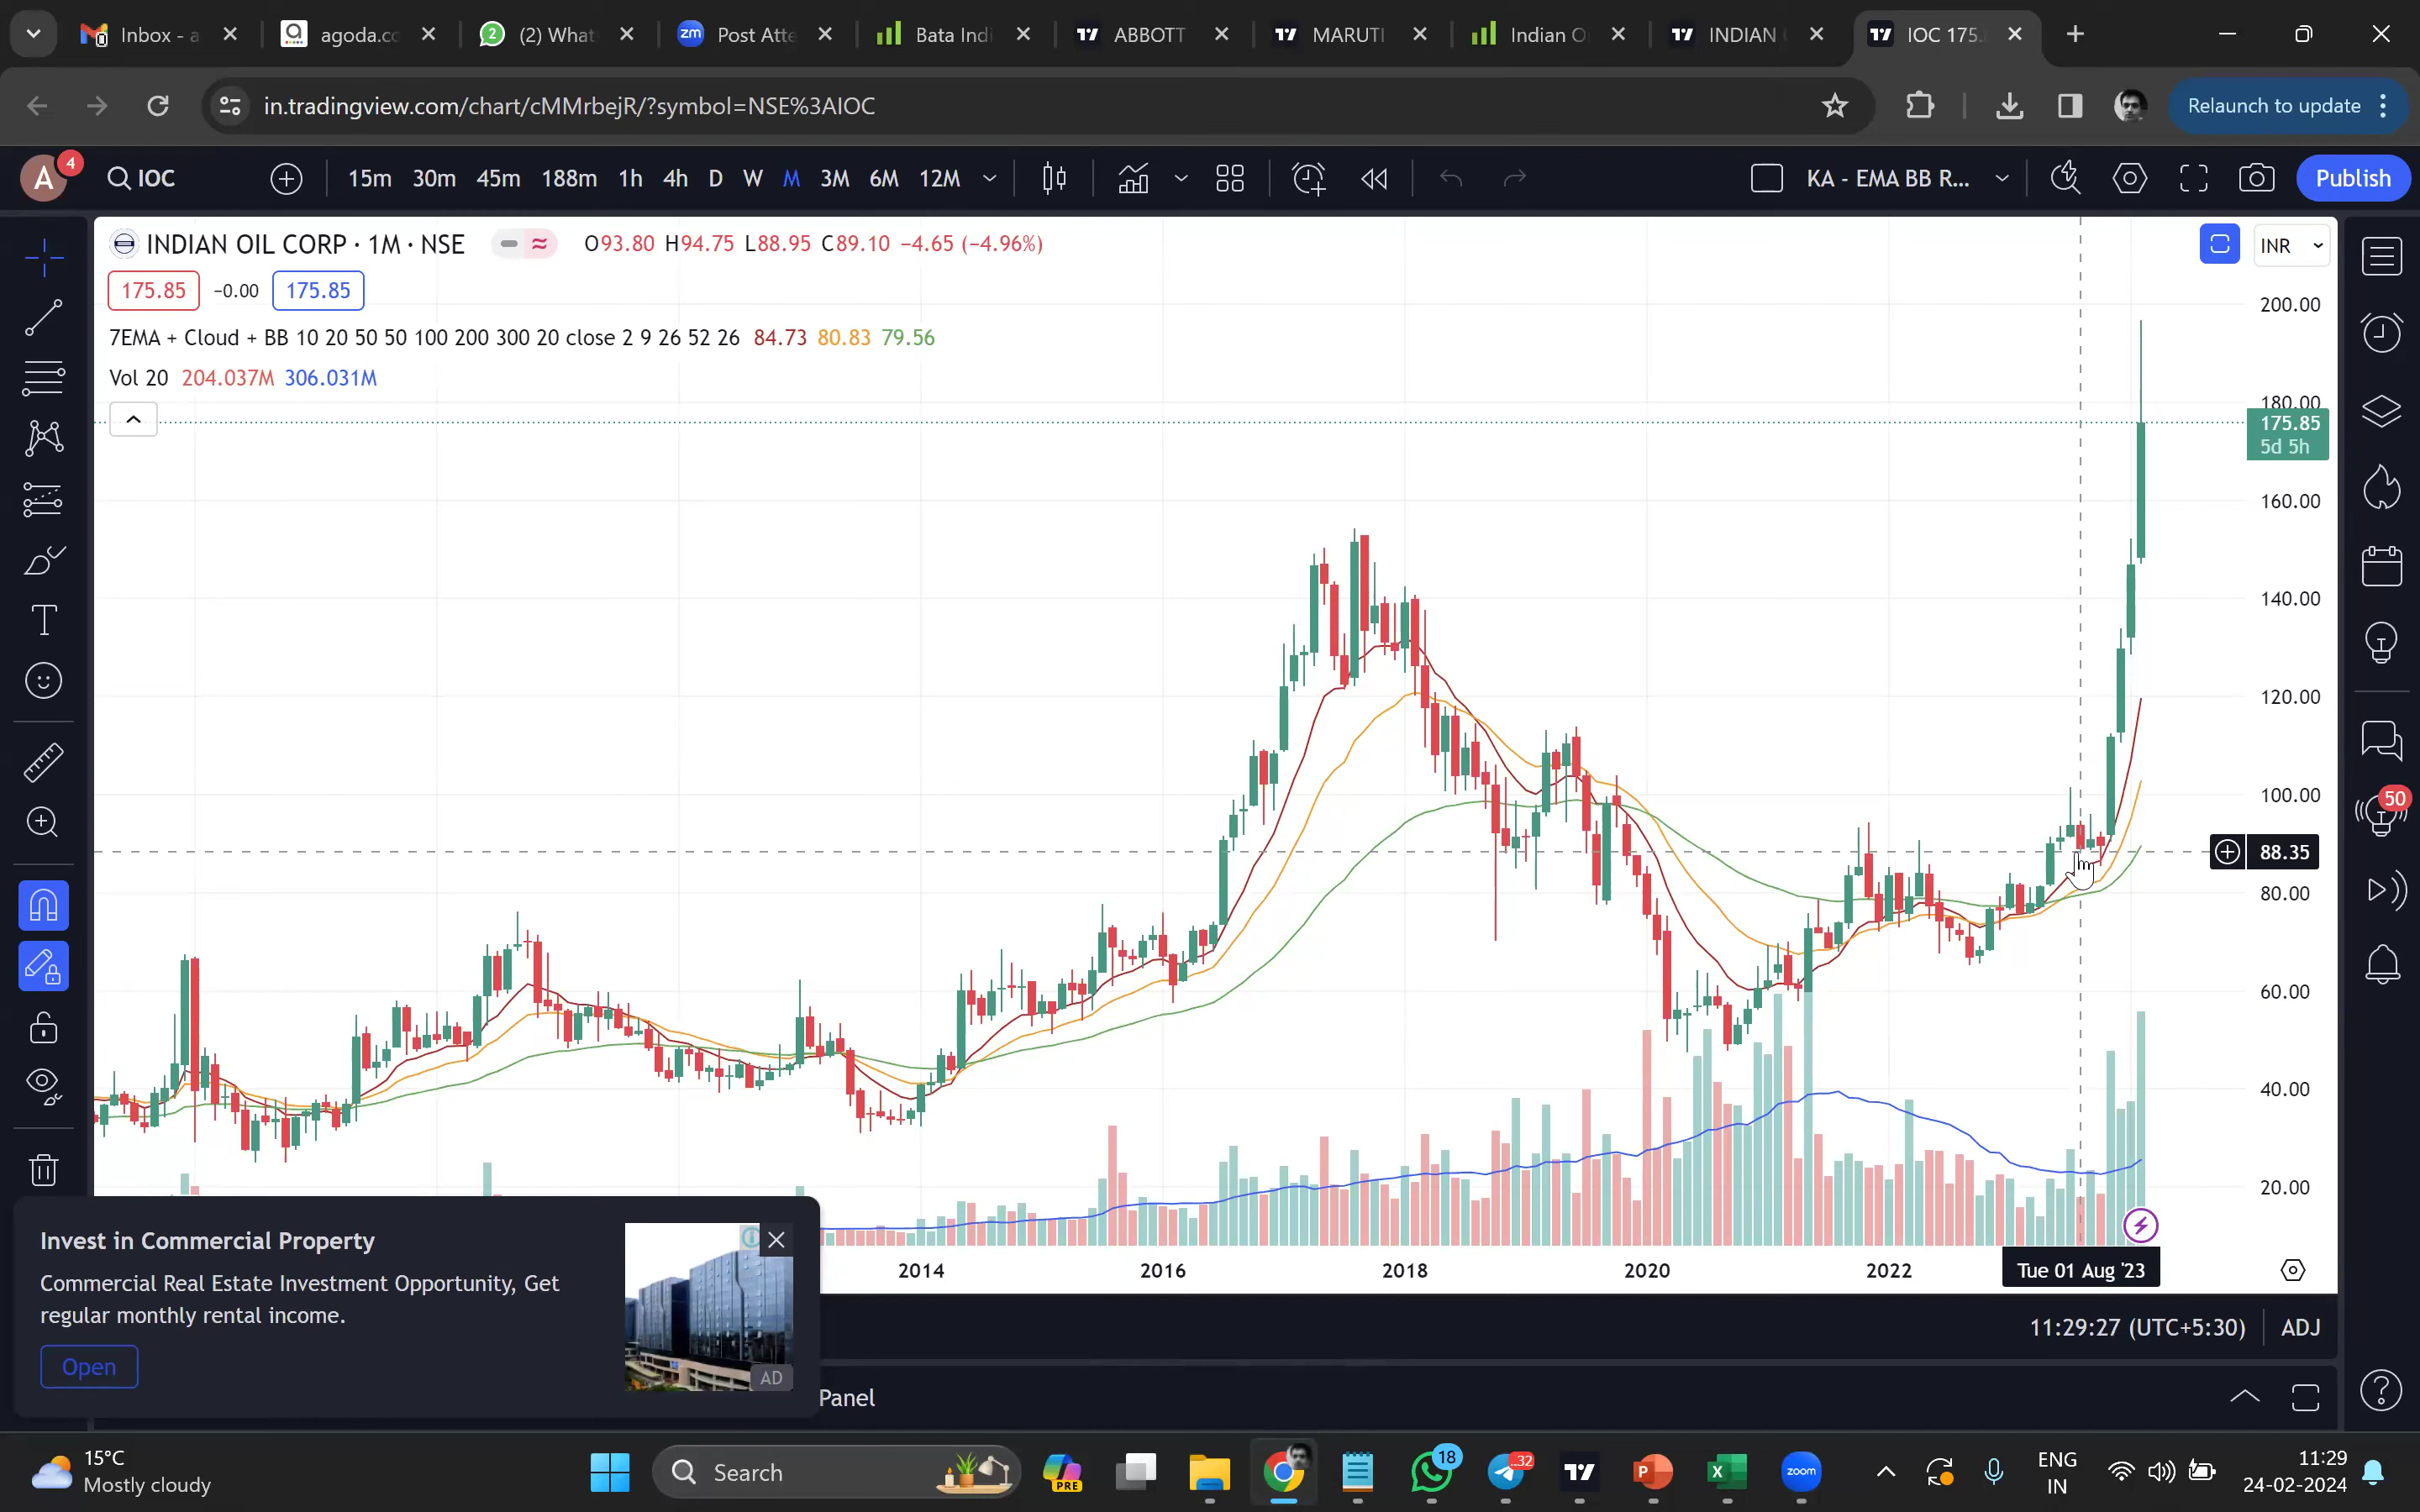 Inbox - a
agoda.co
(2) What
zm
Post Atte
Bata Indi
ABBOTT
MARUTI
Indian O
INDIAN
IOC 175.
in.tradingview.com/chart/cMMrbejR/?symbol=NSE%3AIOC
Relaunch to update
A
4
IOC
15m 30m 45m 188m 1h 4h D W M 3M 6M 12M
KA - EMA BB R...
Publish
INDIAN OIL CORP · 1M · NSE
O93.80 H94.75 L88.95 C89.10 −4.65 (−4.96%)
INR
175.85 −0.00 175.85
7EMA + Cloud + BB 10 20 50 50 100 200 300 20 close 2 9 26 52 26 84.73 80.83 79.56
Vol 20 204.037M 306.031M
200.00
180.00
175.85
5d 5h
160.00
140.00
120.00
100.00
50
88.35
80.00
60.00
40.00
20.00
2014 2016 2018 2020 2022 Tue 01 Aug '23
Invest in Commercial Property
Commercial Real Estate Investment Opportunity, Get
regular monthly rental income.
Open
AD
11:29:27 (UTC+5:30) ADJ
Panel
15°C
Mostly cloudy
Search
PRE
18
..32
zoom
ENG
IN
11:29
24-02-2024